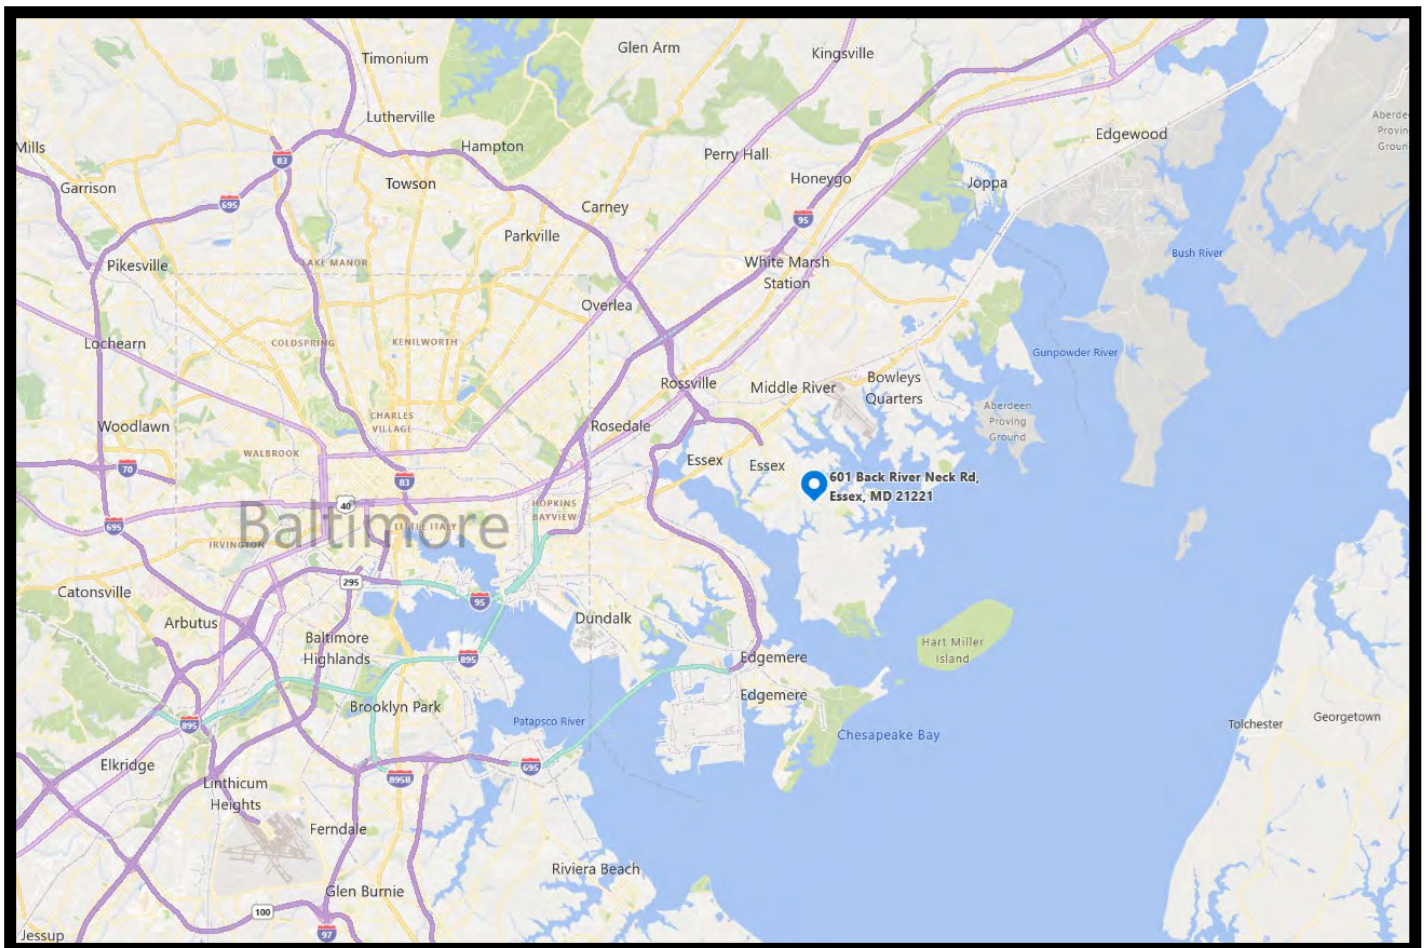 Timonium
Glen Arm
Kingsville
Lutherville
Hampton
Perry Hall
Edgewood
Mills
83
Garrison
Towson
Honeygo
Joppa
695
Carney
95
Parkville
Bush River
Pikesville
LAKE MANOR
White Marsh
Station
Overlea
Lochearn
COLDSPRING
KENILWORTH
Gunpowder River
Rossville
Middle River
Bowleys
Quarters
Aberdeen
Proving
Ground
CHARLES
VILLAGE
Woodlawn
Rosedale
WALBROOK
70
Essex
Essex
83
601 Back River Neck Rd,
Essex, MD 21221
40
HOPKINS
BAYVIEW
Baltimore
LITTLE ITALY
695
IRVINGTON
295
Catonsville
95
Arbutus
Dundalk
Baltimore
Highlands
895
Edgemere
Hart Miller
Island
Edgemere
Brooklyn Park
Patapsco River
895
Chesapeake Bay
Tolchester
Georgetown
Elkridge
695
895B
Linthicum
Heights
Ferndale
Riviera Beach
Glen Burnie
100
97
Jessup